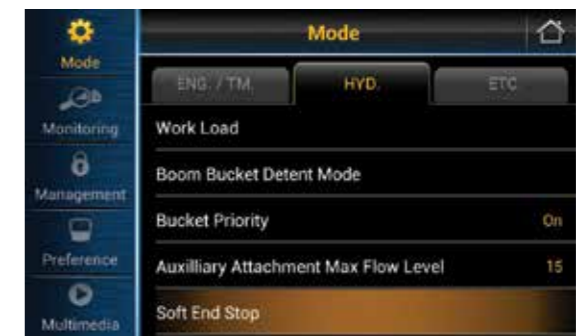 Mode
Mode
ENG. / TM.
HYD.
ETC
Monitoring
Work Load
Management
Boom Bucket Detent Mode
Bucket Priority On
Preference
Auxilliary Attachment Max Flow Level 15
Multimedia
Soft End Stop